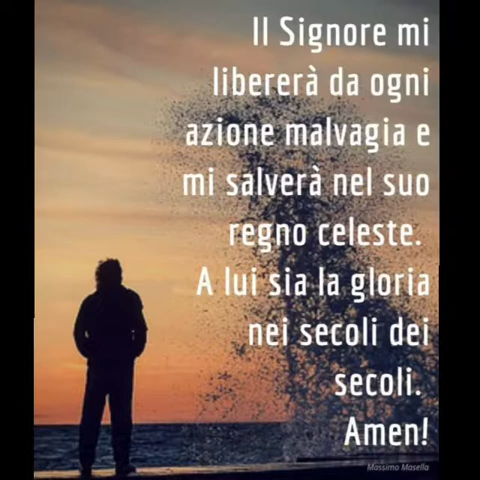 Il Signore mi
libererà da ogni
azione malvagia e
mi salverà nel suo
regno celeste.
A lui sia la gloria
nei secoli dei
secoli.
Amen!
Massimo Masella